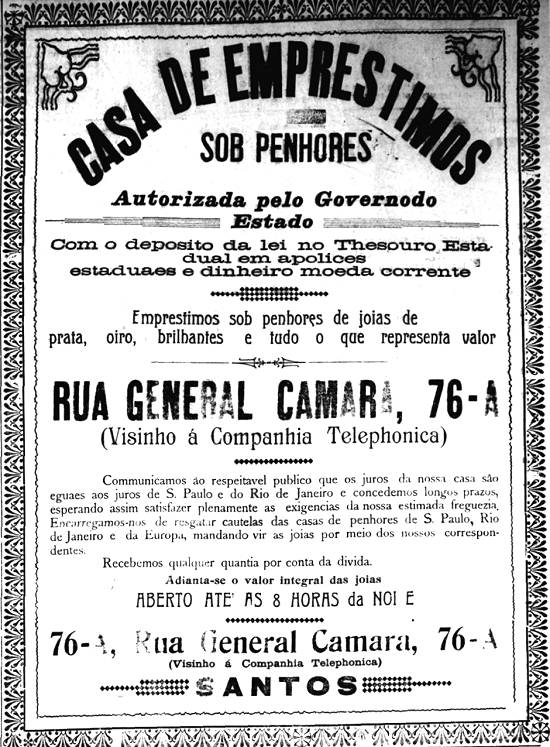 CASA DE EMPRESTIMOS
SOB PENHORES
Autorizada pelo Governodo
Estado
Com o deposito da lei no Thesouro Esta-
dual em apolices
estaduaes e dinheiro moeda corrente
Emprestimos sob penhores de joias de
prata, oiro, brilhantes e tudo o que representa valor
RUA GENERAL CAMARA, 76-A
(Visinho á Companhia Telephonica)
Communicamos áo respeitavel publico que os juros da nossa casa são
eguaes aos juros de S. Paulo e do Rio de Janeiro e concedemos longos prazos,
esperando assim satisfazer plenamente as exigencias da nossa estimada freguezia.
Encarregamos-nos de resgatar cautelas das casas de penhores de S. Paulo, Rio
de Janeiro e da Europa, mandando vir as joias por meio dos nossos correspon-
dentes.
Recebemos qualquer quantia por conta da divida.
Adianta-se o valor integral das joias
ABERTO ATE' AS 8 HORAS da NOI E
76-A, Rua General Camara, 76-A
(Visinho á Companhia Telephonica)
SANTOS